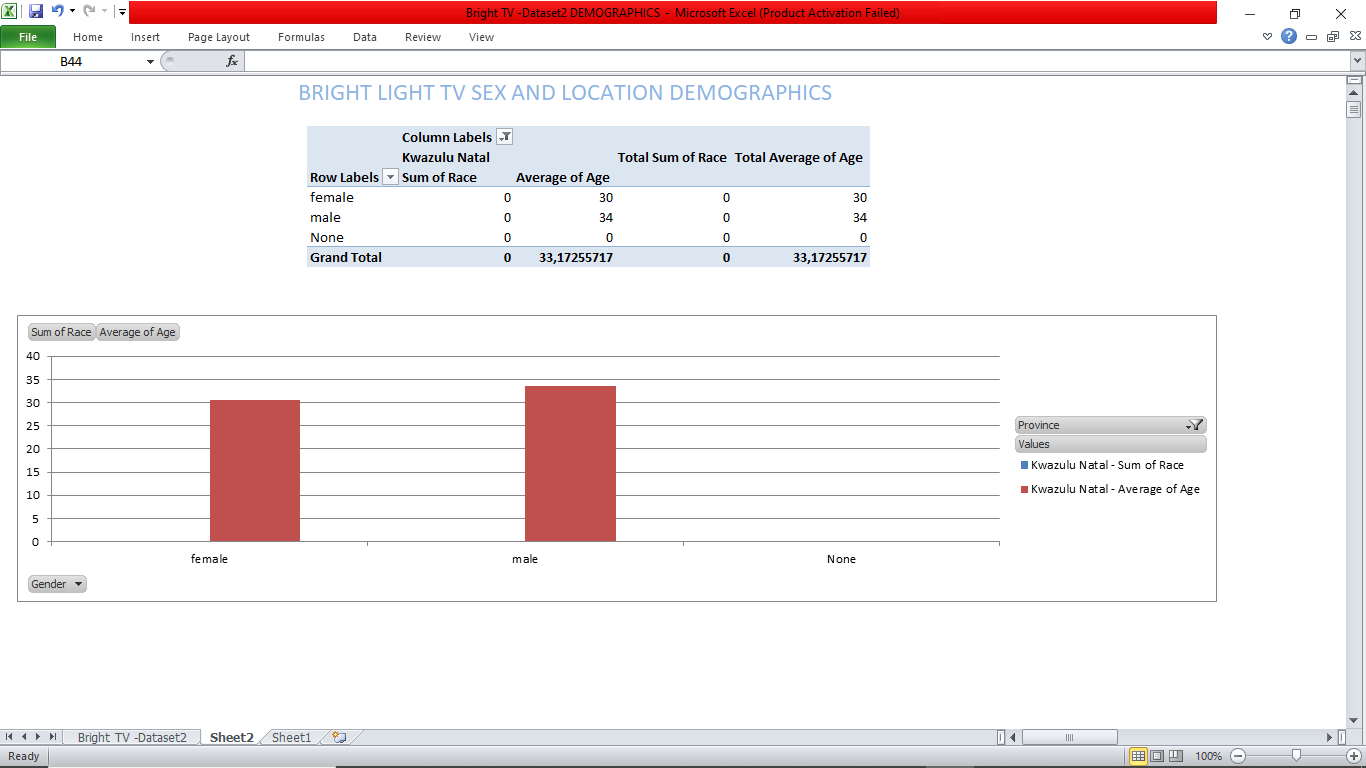 Bright TV -Dataset2 DEMOGRAPHICS - Microsoft Excel (Product Activation Failed)
File Home Insert Page Layout Formulas Data Review View
B44 fx
BRIGHT LIGHT TV SEX AND LOCATION DEMOGRAPHICS
Column Labels
Kwazulu Natal Total Sum of Race Total Average of Age
Row Labels Sum of Race Average of Age
female 0 30 0 30
male 0 34 0 34
None 0 0 0 0
Grand Total 0 33,17255717 0 33,17255717
Sum of Race Average of Age
40
35
30
25
20
15
10
5
0
female male None
Gender
Province
Values
Kwazulu Natal - Sum of Race
Kwazulu Natal - Average of Age
Bright TV -Dataset2 Sheet2 Sheet1
Ready 100%